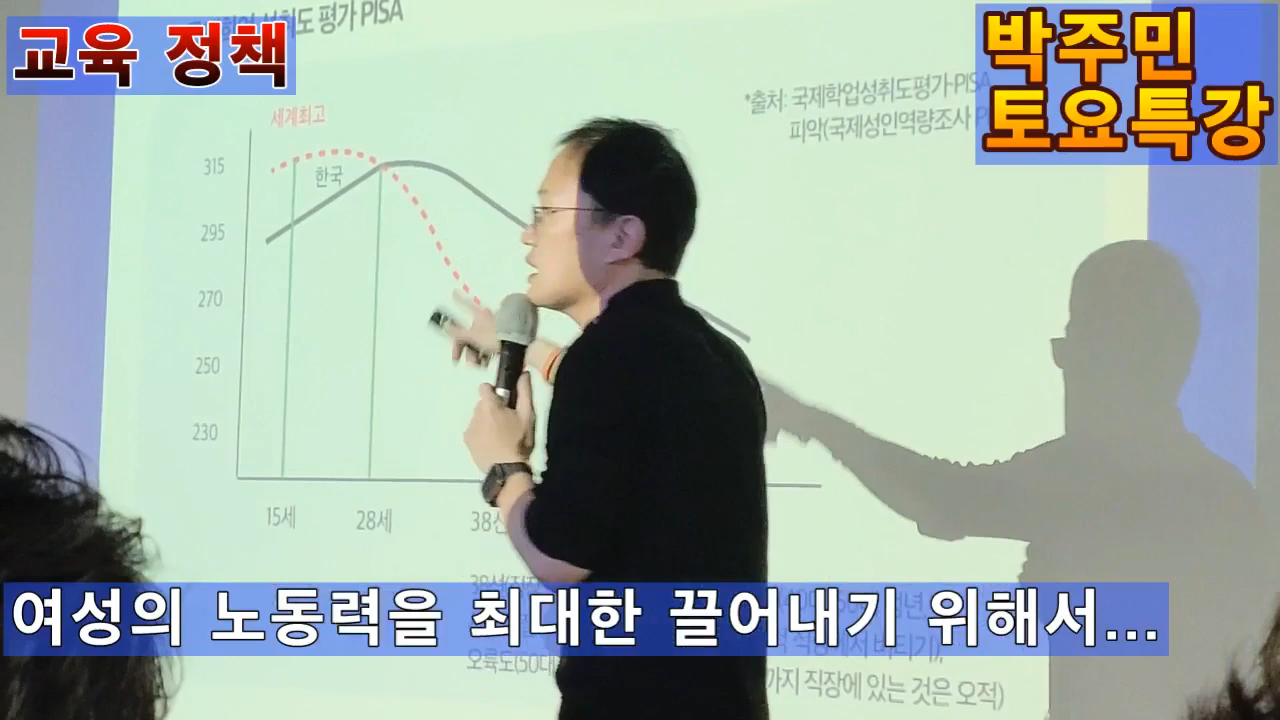 교육 정책
박주민
토요특강
평가 PISA
*출처: 국제학업성취도평가-PISA
피악(국제성인역량조사
세계최고
한국
315
295
270
250
230
15세
28세
여성의 노동력을 최대한 끌어내기 위해서...
까지 직장에 있는 것은 오적)